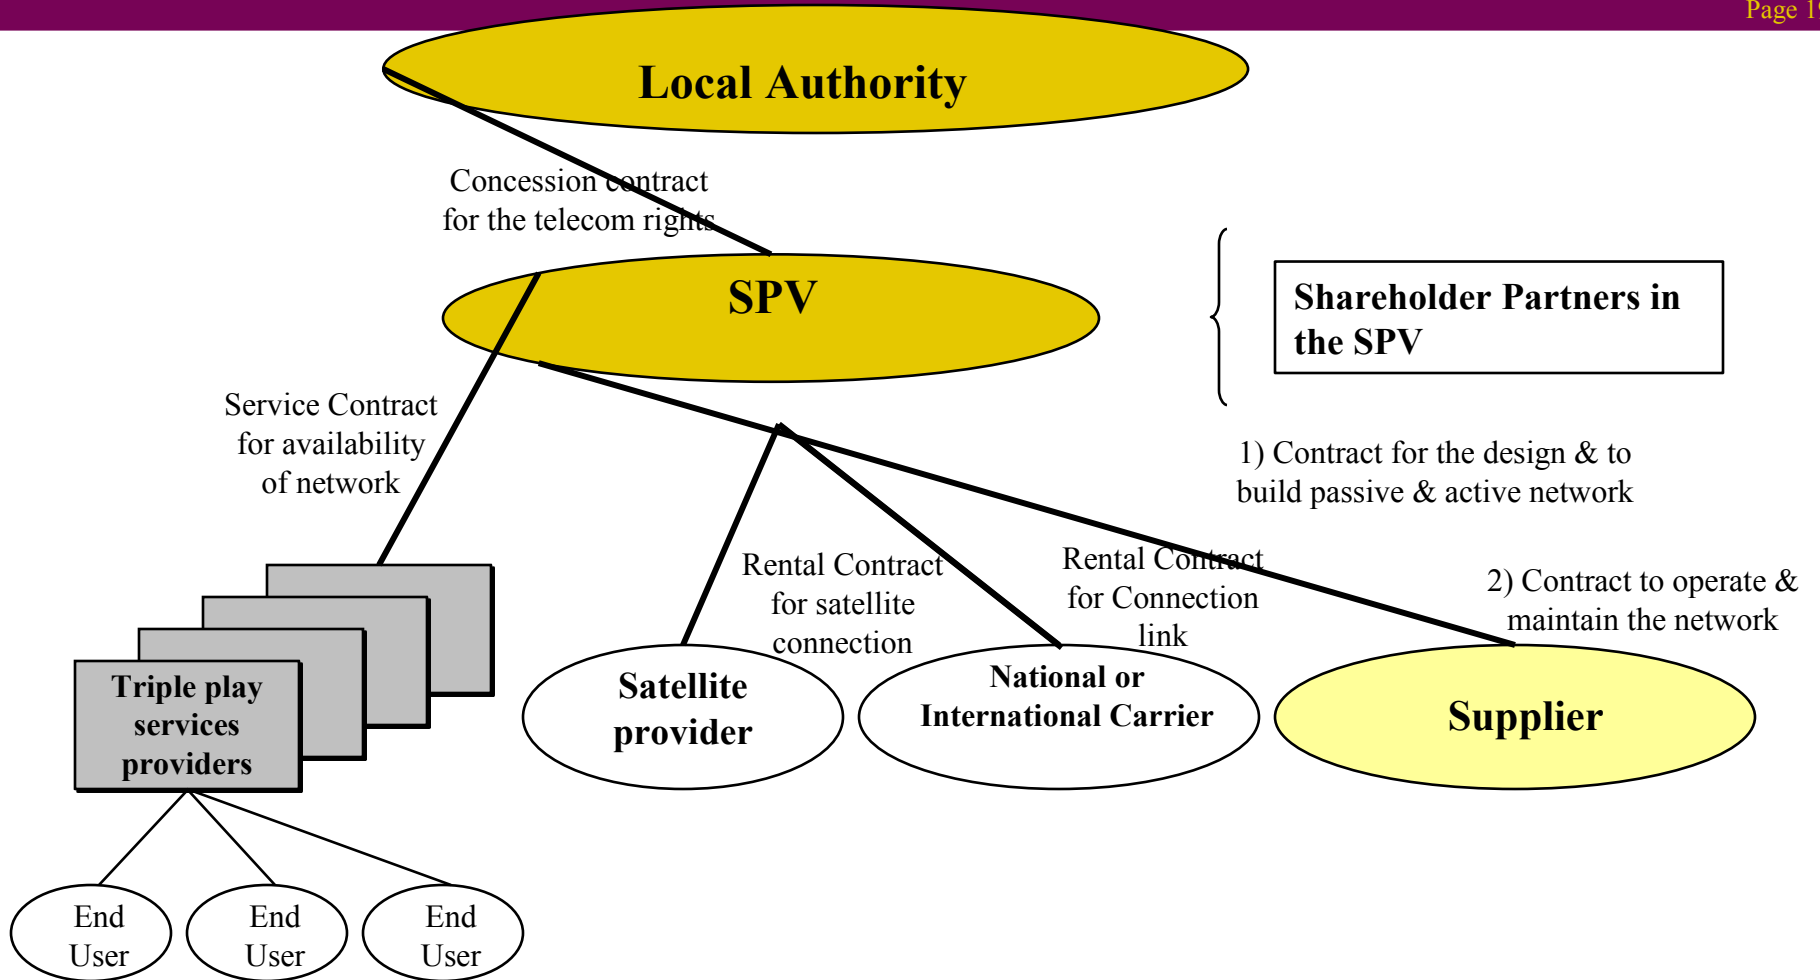 Page 19
Local Authority
Concession contract
for the telecom rights
SPV
Shareholder Partners in
the SPV
Service Contract
for availability
of network
1) Contract for the design & to
build passive & active network
Rental Contract
for satellite
connection
Rental Contract
for Connection
link
2) Contract to operate &
maintain the network
Triple play
services
providers
Satellite
provider
National or
International Carrier
Supplier
End
User
End
User
End
User